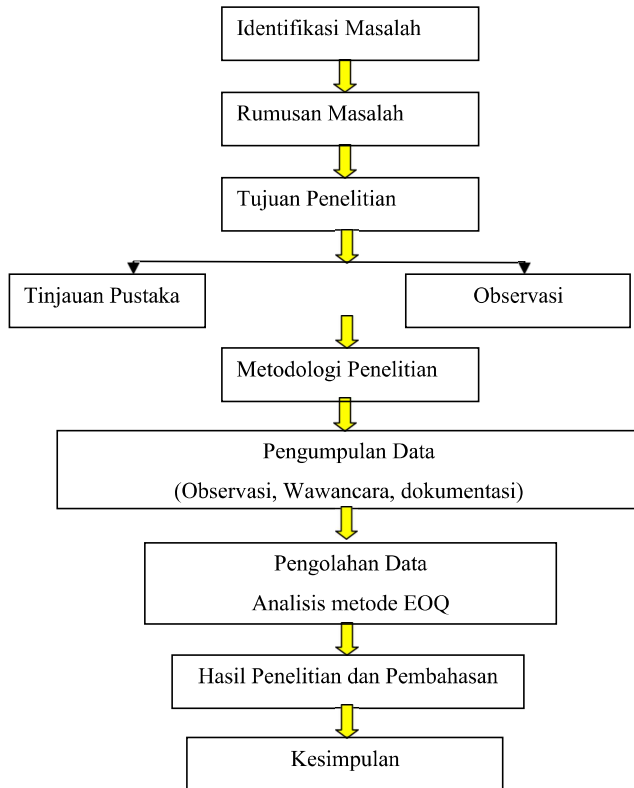 Identifikasi Masalah
Rumusan Masalah
Tujuan Penelitian
Tinjauan Pustaka
Observasi
Metodologi Penelitian
Pengumpulan Data
(Observasi, Wawancara, dokumentasi)
Pengolahan Data
Analisis metode EOQ
Hasil Penelitian dan Pembahasan
Kesimpulan